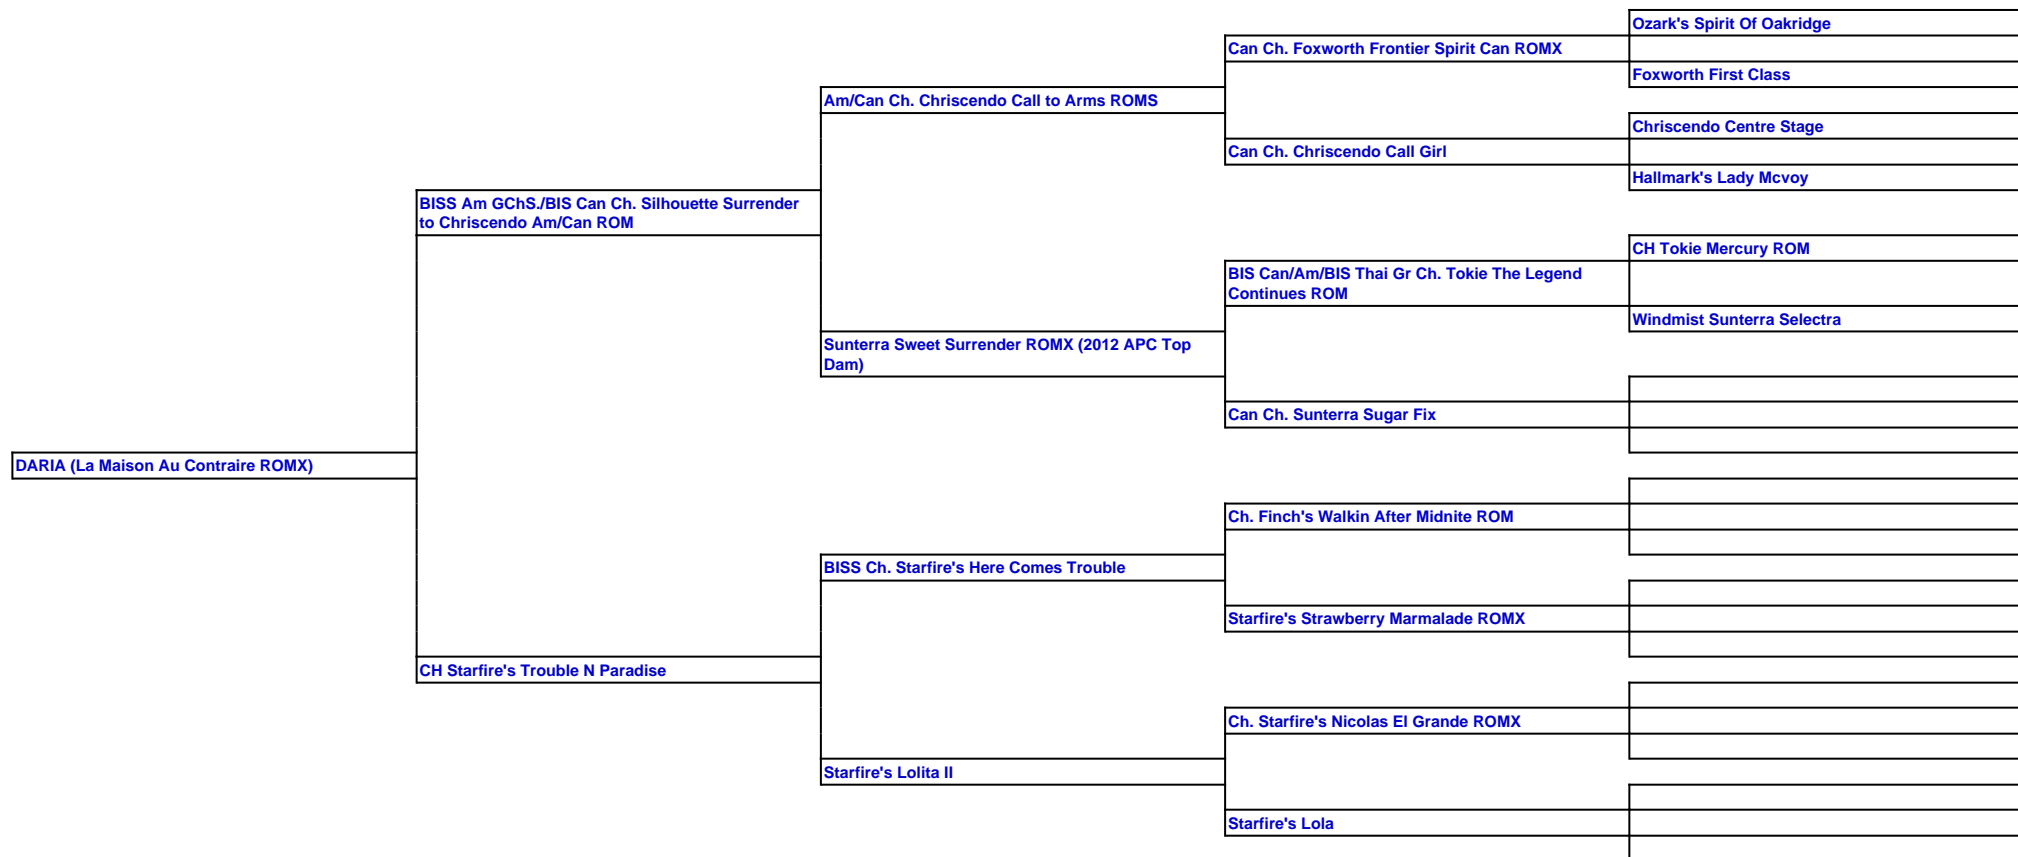 Ozark's Spirit Of Oakridge
Can Ch. Foxworth Frontier Spirit Can ROMX
Foxworth First Class
Am/Can Ch. Chriscendo Call to Arms ROMS
Chriscendo Centre Stage
Can Ch. Chriscendo Call Girl
Hallmark's Lady Mcvoy
BISS Am GChS./BIS Can Ch. Silhouette Surrender
to Chriscendo Am/Can ROM
CH Tokie Mercury ROM
BIS Can/Am/BIS Thai Gr Ch. Tokie The Legend
Continues ROM
Windmist Sunterra Selectra
Sunterra Sweet Surrender ROMX (2012 APC Top
Dam)
Can Ch. Sunterra Sugar Fix
DARIA (La Maison Au Contraire ROMX)
Ch. Finch's Walkin After Midnite ROM
BISS Ch. Starfire's Here Comes Trouble
Starfire's Strawberry Marmalade ROMX
CH Starfire's Trouble N Paradise
Ch. Starfire's Nicolas El Grande ROMX
Starfire's Lolita II
Starfire's Lola